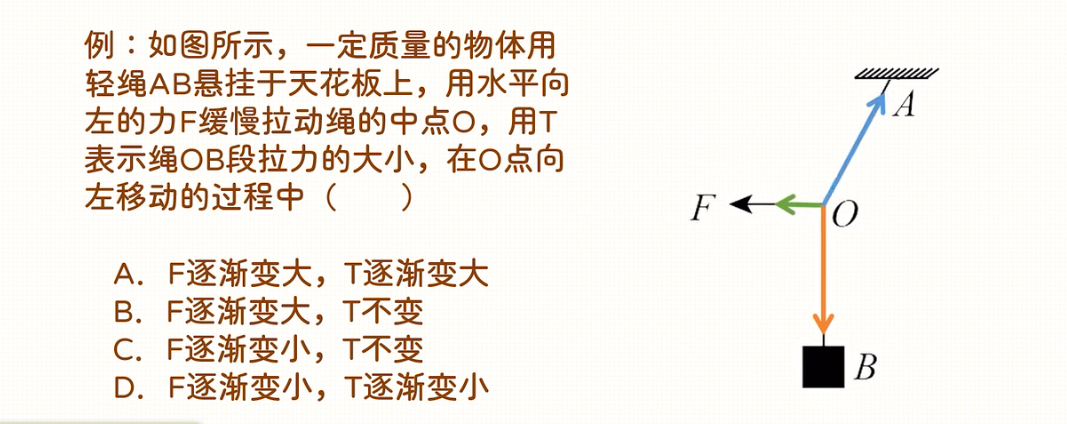 例：如图所示，一定质量的物体用
轻绳AB悬挂于天花板上，用水平向
左的力F缓慢拉动绳的中点O，用T
表示绳OB段拉力的大小，在O点向
左移动的过程中（　　）
A．F逐渐变大，T逐渐变大
B．F逐渐变大，T不变
C．F逐渐变小，T不变
D．F逐渐变小，T逐渐变小
A
F
O
B